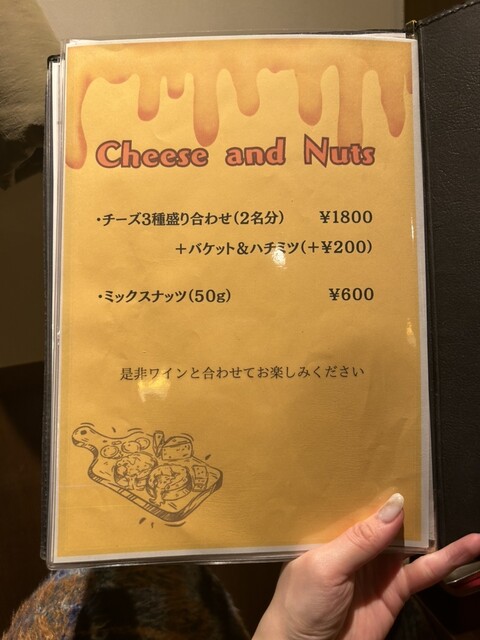 Cheese and Nuts
・チーズ3種盛り合わせ(2名分) ¥1800
＋バケット&ハチミツ(+¥200)
・ミックスナッツ(50g) ¥600
是非ワインと合わせてお楽しみください